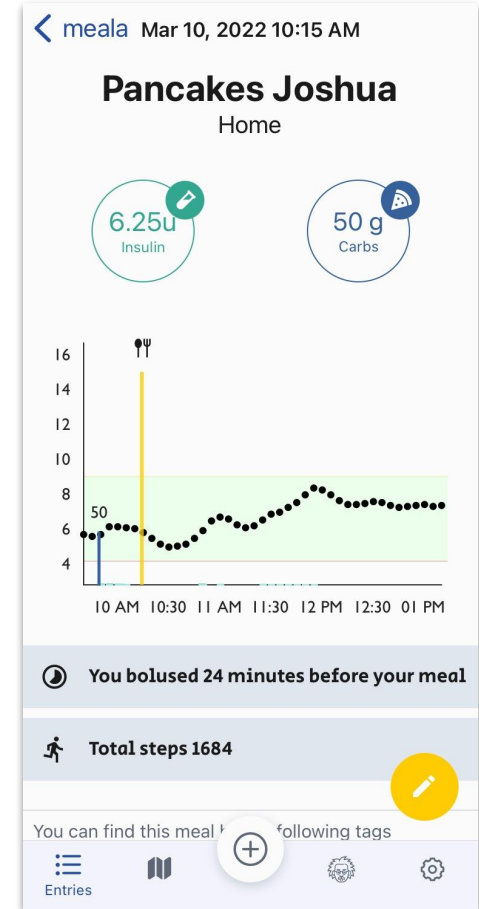 meala Mar 10, 2022 10:15 AM
Pancakes Joshua
Home
6.25u
Insulin
50 g
Carbs
16
14
12
10
8
50
6
4
10 AM 10:30 11 AM 11:30 12 PM 12:30 01 PM
You bolused 24 minutes before your meal
Total steps 1684
You can find this meal following tags
Entries